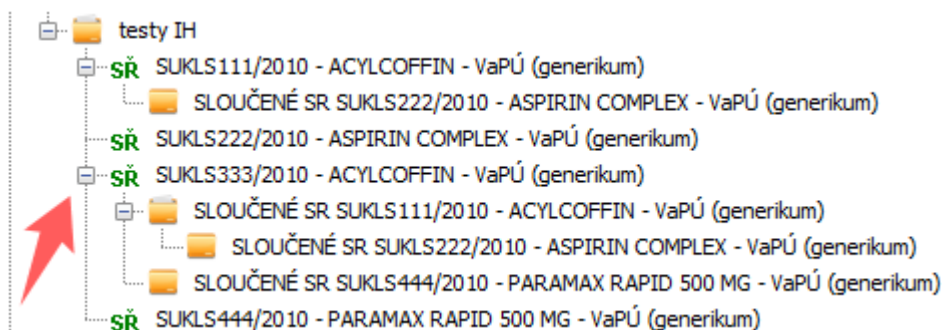 testy IH
SŘ SUKLS111/2010 - ACYLCOFFIN - VaPÚ (generikum)
SLOUČENÉ SR SUKLS222/2010 - ASPIRIN COMPLEX - VaPÚ (generikum)
SŘ SUKLS222/2010 - ASPIRIN COMPLEX - VaPÚ (generikum)
SŘ SUKLS333/2010 - ACYLCOFFIN - VaPÚ (generikum)
SLOUČENÉ SR SUKLS111/2010 - ACYLCOFFIN - VaPÚ (generikum)
SLOUČENÉ SR SUKLS222/2010 - ASPIRIN COMPLEX - VaPÚ (generikum)
SLOUČENÉ SR SUKLS444/2010 - PARAMAX RAPID 500 MG - VaPÚ (generikum)
SŘ SUKLS444/2010 - PARAMAX RAPID 500 MG - VaPÚ (generikum)